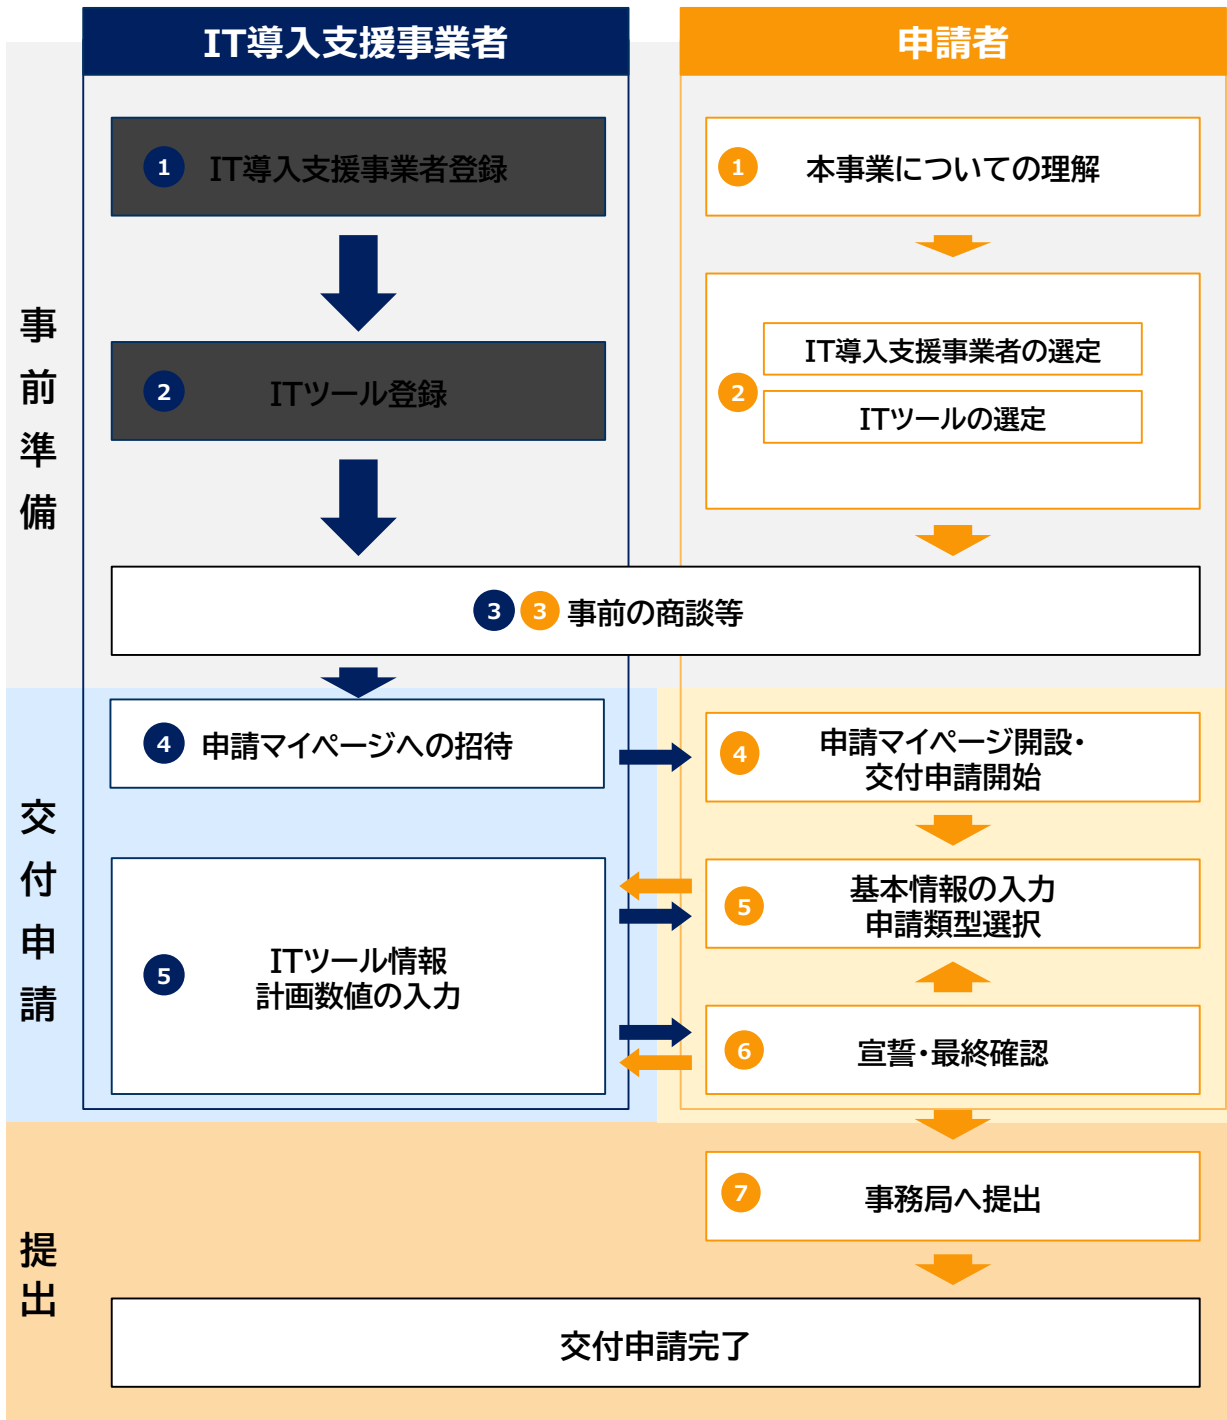 IT導入支援事業者
申請者
事前準備
1 IT導入支援事業者登録
1 本事業についての理解
2 ITツール登録
2
IT導入支援事業者の選定
ITツールの選定
3 3 事前の商談等
交付申請
4 申請マイページへの招待
4 申請マイページ開設・
交付申請開始
5 ITツール情報
計画数値の入力
5 基本情報の入力
申請類型選択
6 宣誓・最終確認
提出
7 事務局へ提出
交付申請完了